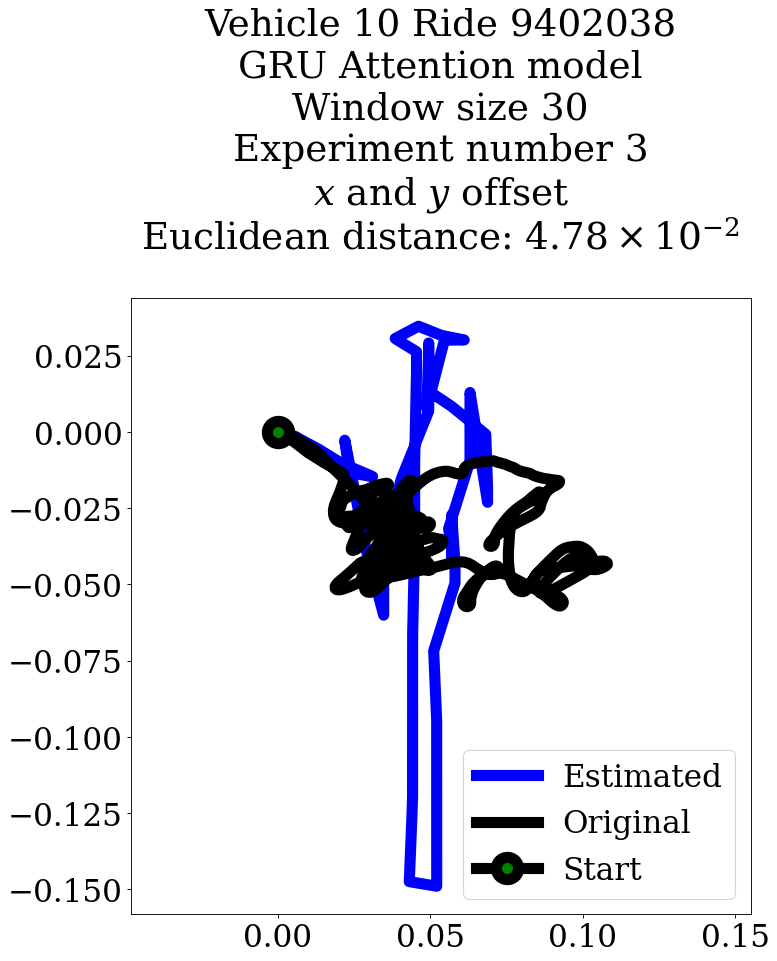 Vehicle 10 Ride 9402038
GRU Attention model
Window size 30
Experiment number 3
x and y offset
Euclidean distance: 4.78 × 10⁻²
0.025
0.000
−0.025
−0.050
−0.075
−0.100
−0.125
−0.150
Estimated
Original
Start
0.00 0.05 0.10 0.15